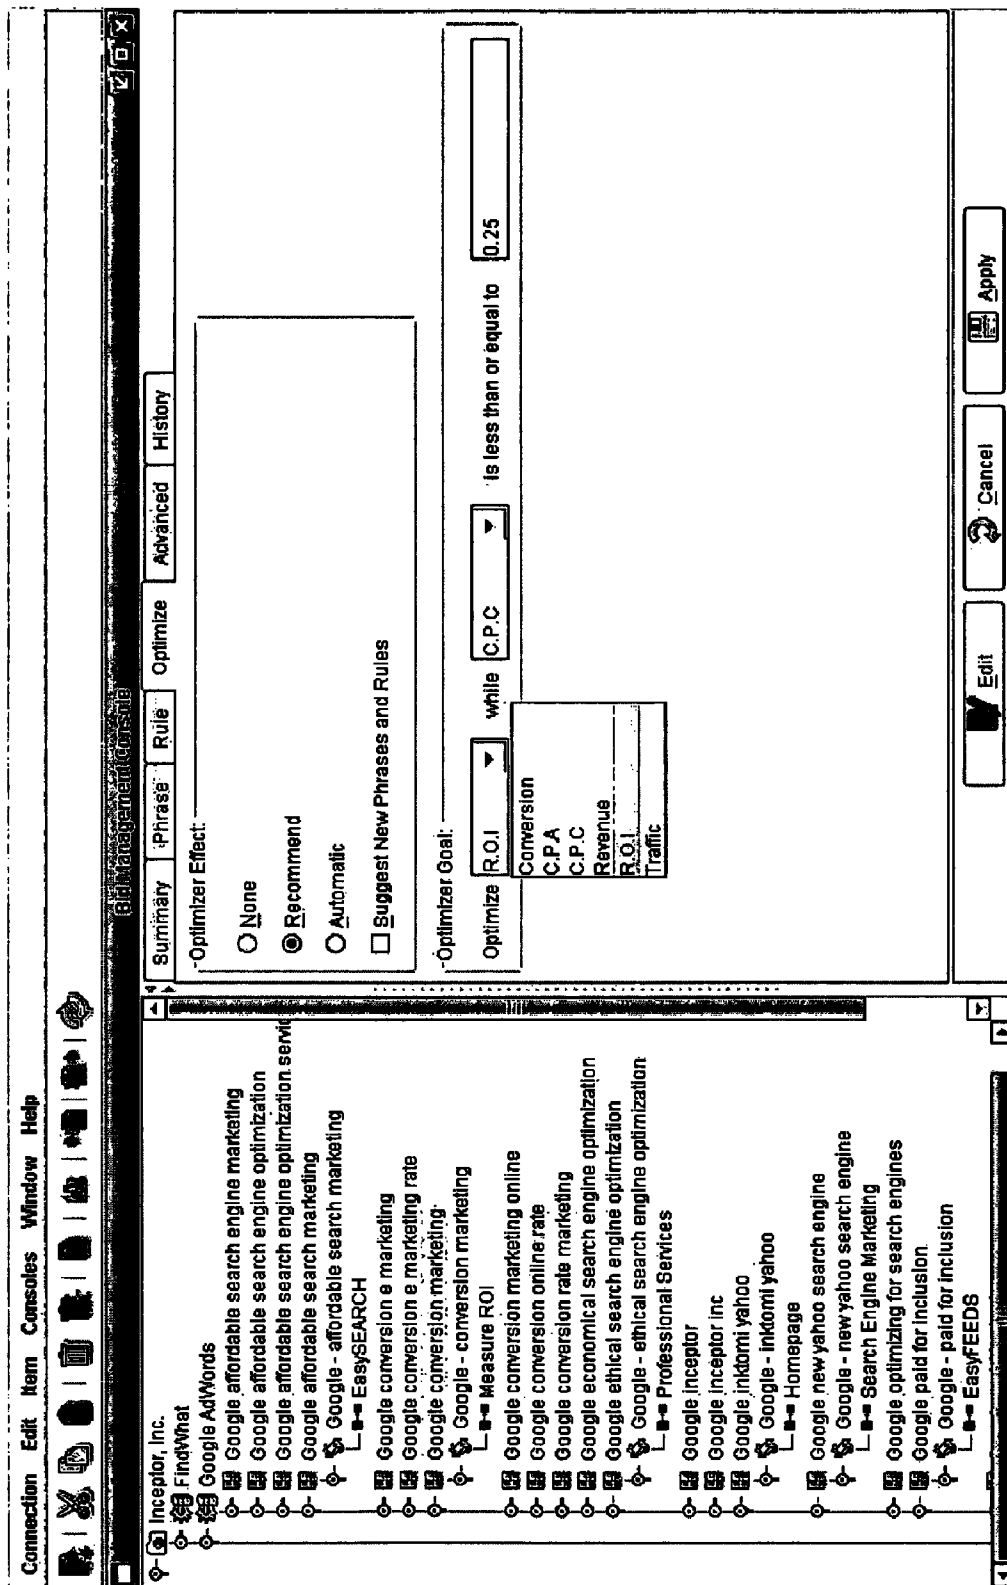 Connection Edit Item Consoles Window Help
Bid Management Console
Inceptor, Inc.
FindWhat
Google AdWords
Google affordable search engine marketing
Google affordable search engine optimization
Google affordable search engine optimization servic
Google affordable search marketing
Google - affordable search marketing
EasySEARCH
Google conversion e marketing
Google conversion e marketing rate
Google conversion marketing
Google - conversion marketing
Measure ROI
Google conversion marketing online
Google conversion online rate
Google conversion rate marketing
Google economical search engine optimization
Google ethical search engine optimization
Google - ethical search engine optimization
Professional Services
Google inceptor
Google inceptor inc
Google inktomi yahoo
Google - inktomi yahoo
Homepage
Google new yahoo search engine
Google - new yahoo search engine
Search Engine Marketing
Google optimizing for search engines
Google paid for inclusion
Google - paid for inclusion
EasyFEEDS
Summary Phrase Rule Optimize Advanced History
Optimizer Effect:
None
Recommend
Automatic
Suggest New Phrases and Rules
Optimizer Goal:
Optimize R.O.I while C.P.C is less than or equal to 0.25
Conversion
C.P.A
C.P.C
Revenue
R.O.I
Traffic
Edit Cancel Apply